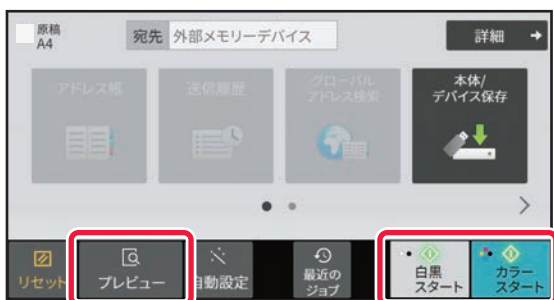 原稿
A4
宛先 外部メモリーデバイス
詳細
アドレス帳
送信履歴
グローバル
アドレス検索
本体/
デバイス保存
リセット
プレビュー
自動設定
最近の
ジョブ
白黒
スタート
カラー
スタート